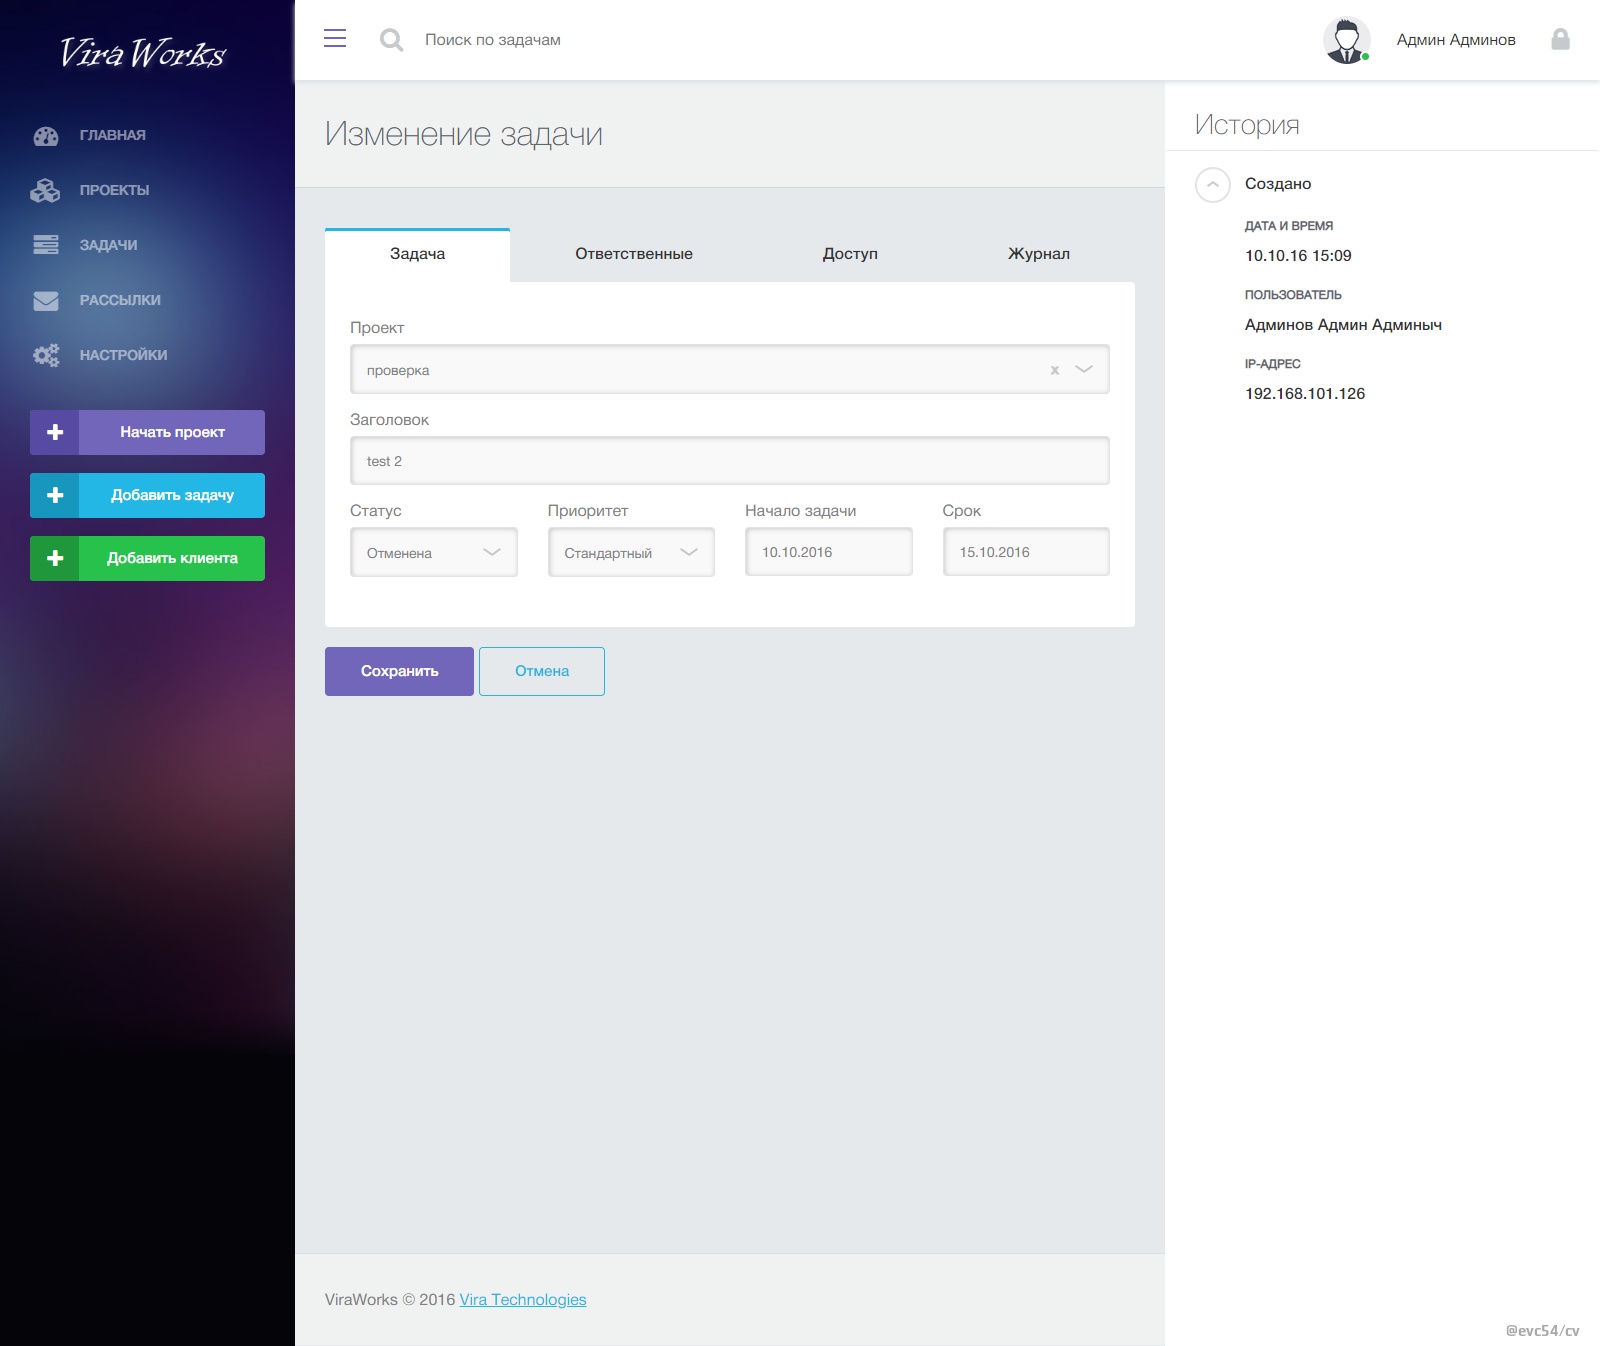 Vira Works
ГЛАВНАЯ
ПРОЕКТЫ
ЗАДАЧИ
РАССЫЛКИ
НАСТРОЙКИ
Начать проект
Добавить задачу
Добавить клиента
Поиск по задачам
Админ Админов
Изменение задачи
Задача Ответственные Доступ Журнал
Проект
проверка x
Заголовок
test 2
Статус Приоритет Начало задачи Срок
Отменена Стандартный 10.10.2016 15.10.2016
Сохранить Отмена
ViraWorks © 2016 Vira Technologies
История
Создано
ДАТА И ВРЕМЯ
10.10.16 15:09
ПОЛЬЗОВАТЕЛЬ
Админов Админ Админыч
IP-АДРЕС
192.168.101.126
@evc54/cv